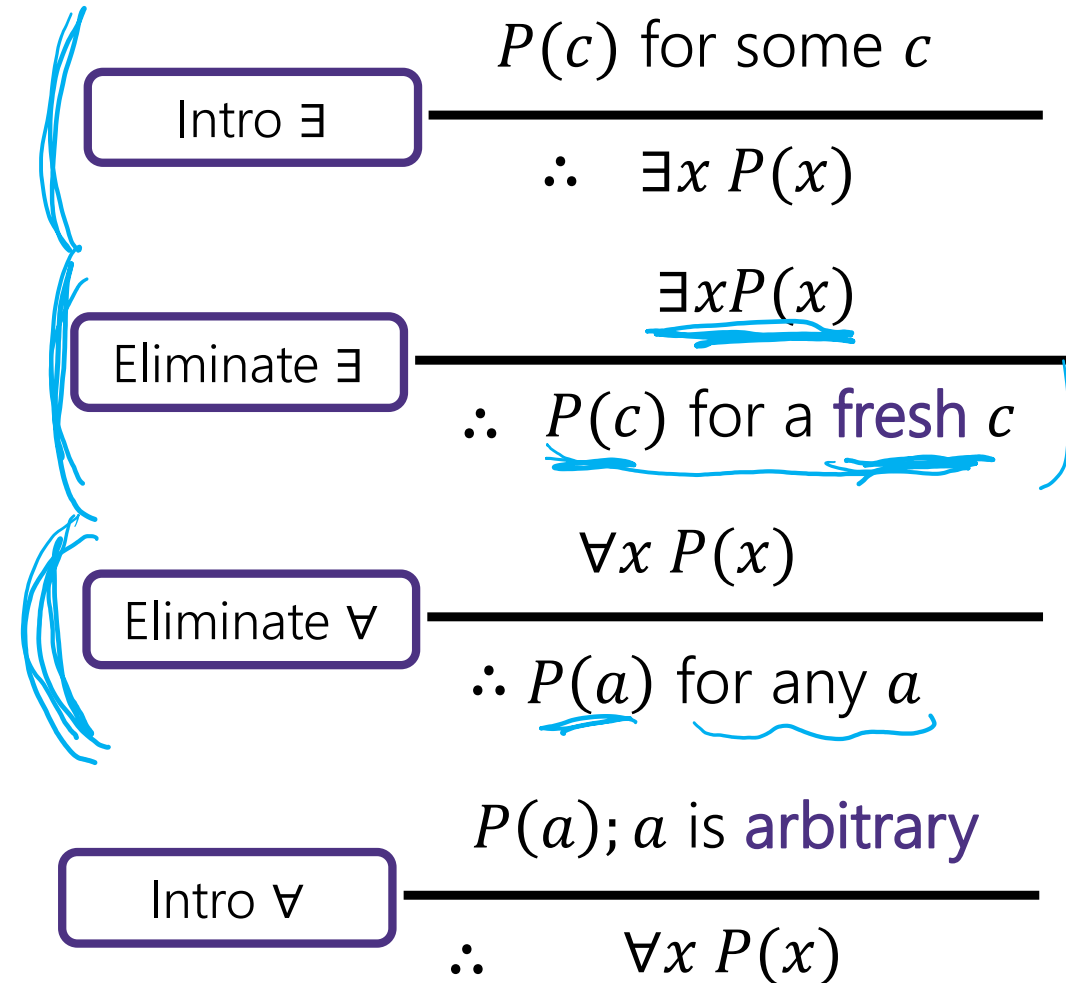 P(c) for some c
Intro ∃
∴ ∃x P(x)
∃xP(x)
Eliminate ∃
∴ P(c) for a fresh c
∀x P(x)
Eliminate ∀
∴ P(a) for any a
P(a); a is arbitrary
Intro ∀
∴ ∀x P(x)